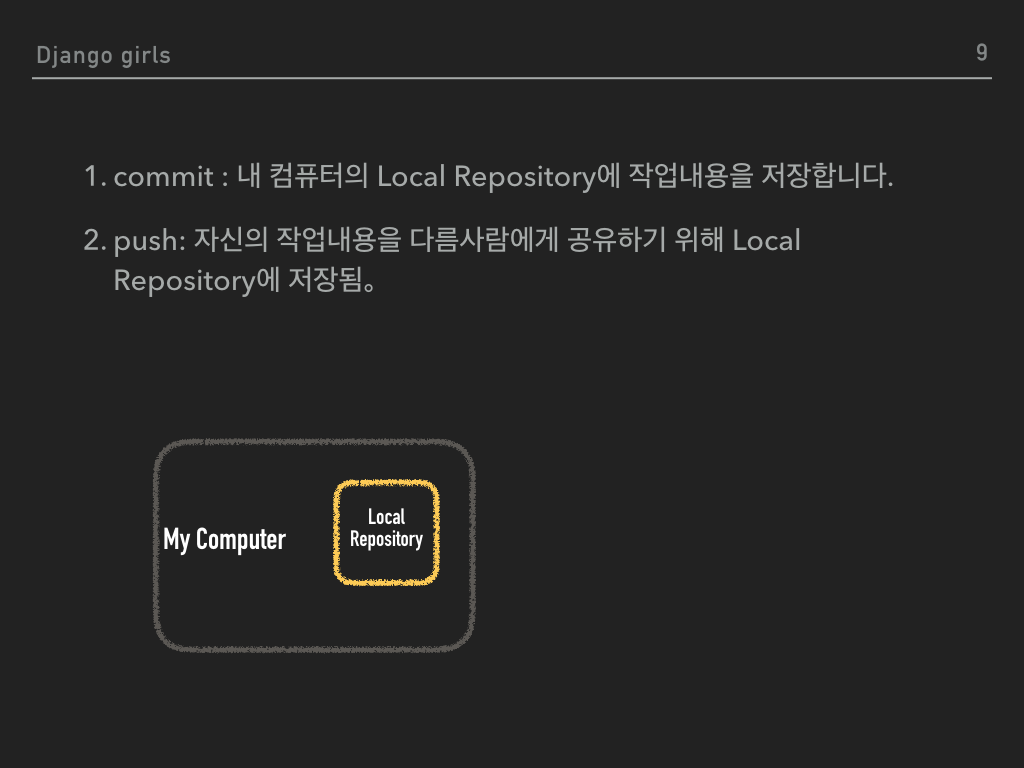 Django girls
9
1. commit : 내 컴퓨터의 Local Repository에 작업내용을 저장합니다.
2. push: 자신의 작업내용을 다름사람에게 공유하기 위해 Local
Repository에 저장됨。
My Computer
Local
Repository